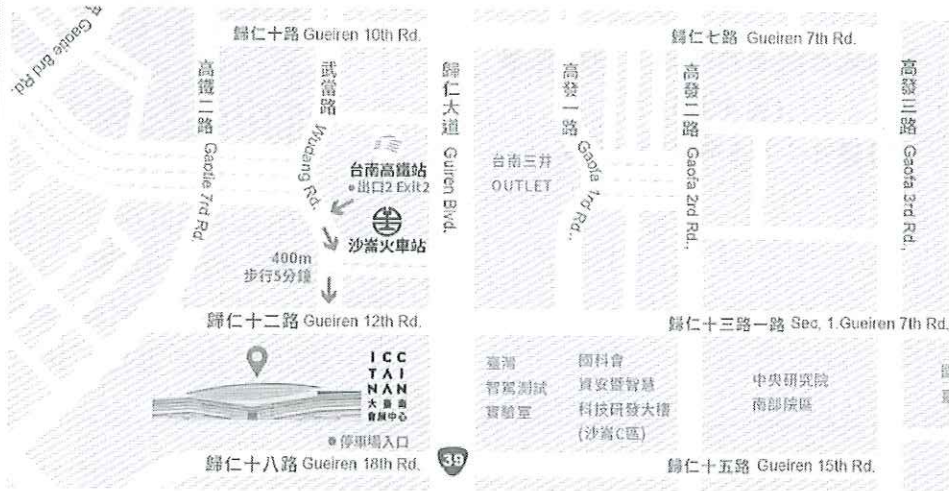 高鐵八路 Gaotie 8rd Rd.
歸仁十路 Gueiren 10th Rd.
歸仁七路 Gueiren 7th Rd.
高鐵二路 Gaotie 7rd Rd.
武當路 Wudang Rd.
歸仁大道 Guiren Blvd.
高發一路 Gaofa 1rd Rd.,
高發二路 Gaofa 2rd Rd.,
高發三路 Gaofa 3rd Rd.,
台南高鐵站
出口2 Exit2
沙崙火車站
台南三井
OUTLET
400m
步行5分鐘
歸仁十二路 Gueiren 12th Rd.
歸仁十三路一路 Sec, 1.Gueiren 7th Rd.
ICC
TAI
NAN
大臺南
會展中心
停車場入口
臺灣
智駕測試
實驗室
國科會
資安暨智慧
科技研發大樓
(沙崙C區)
中央研究院
南部院區
歸仁十八路 Gueiren 18th Rd.
39
歸仁十五路 Gueiren 15th Rd.